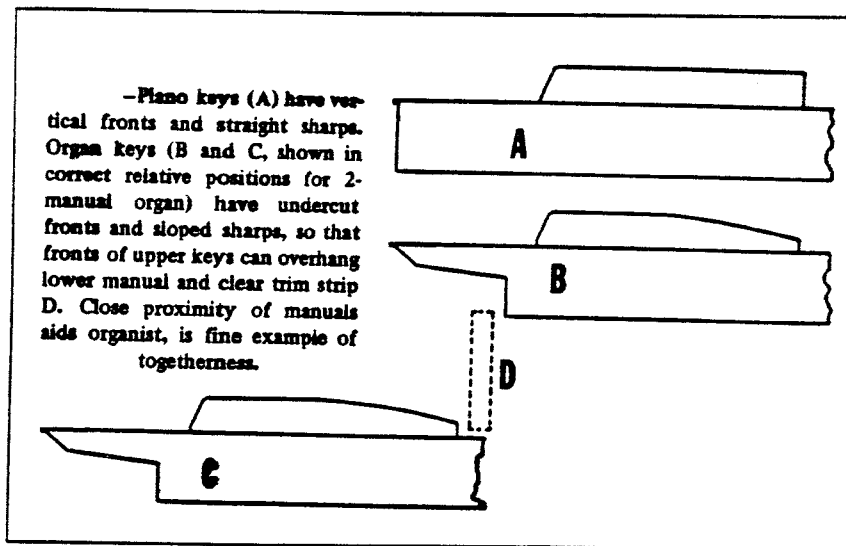 –Piano keys (A) have ver-
tical fronts and straight sharps.
Organ keys (B and C, shown in
correct relative positions for 2-
manual organ) have undercut
fronts and sloped sharps, so that
fronts of upper keys can overhang
lower manual and clear trim strip
D. Close proximity of manuals
aids organist, is fine example of
togetherness.
A
B
D
C